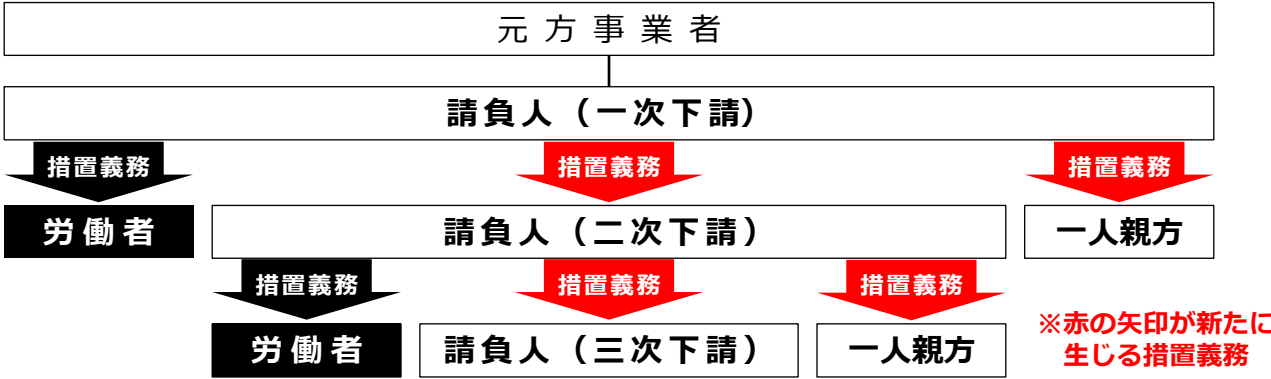 元方事業者
請負人（一次下請）
措置義務
措置義務
措置義務
労働者
請負人（二次下請）
一人親方
措置義務
措置義務
措置義務
労働者
請負人（三次下請）
一人親方
※赤の矢印が新たに
生じる措置義務